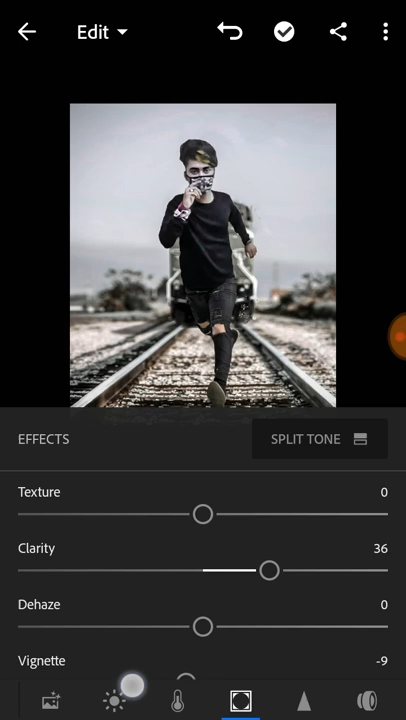 Edit
EFFECTS
SPLIT TONE
Texture 0
Clarity 36
Dehaze 0
Vignette -9